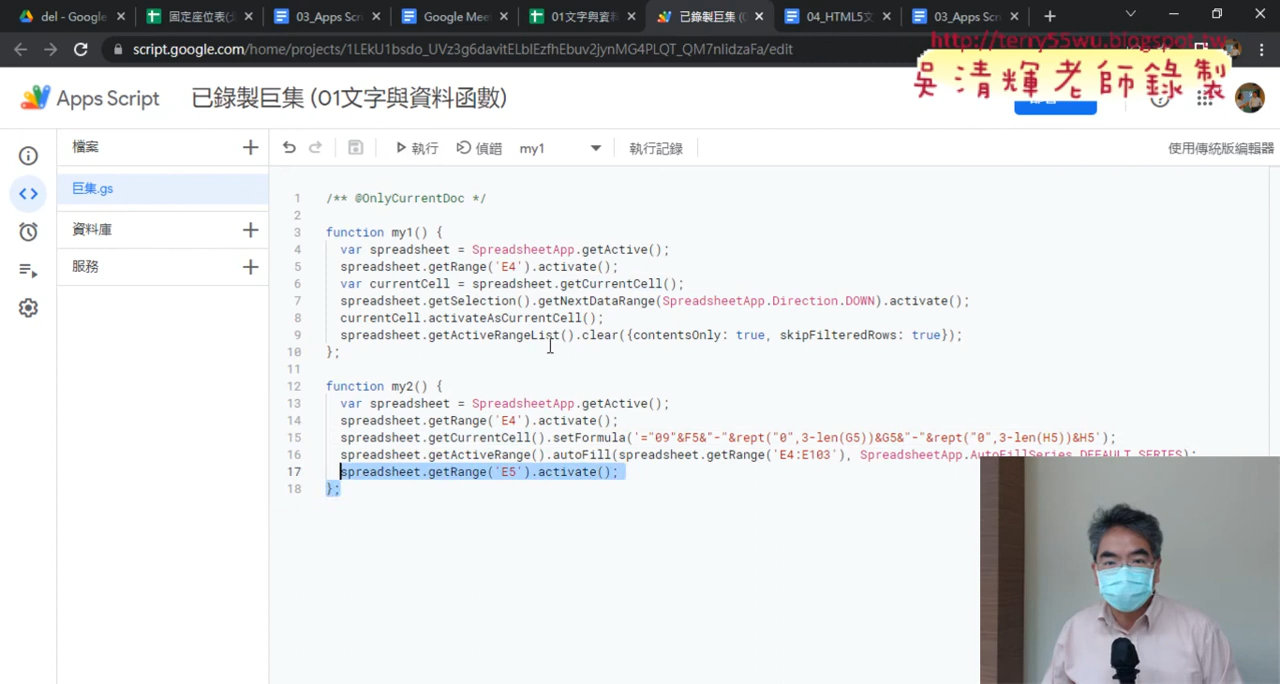 del - Google
固定座位表(
03_Apps Scr
Google Mee
01文字與資料
已錄製巨集 (0
04_HTML5文
03_Apps Scr
script.google.com/home/projects/1LEkU1bsdo_UVz3g6davitELbIEzfhEbuv2jynMG4PLQT_QM7nlidzaFa/edit
http://terry55wu.blogspot.tw
吳清輝老師錄製
Apps Script
已錄製巨集 (01文字與資料函數)
檔案
執行
偵錯
my1
執行記錄
使用傳統版編輯器
巨集.gs
資料庫
服務
1 /** @OnlyCurrentDoc */
2
3 function my1() {
4 var spreadsheet = SpreadsheetApp.getActive();
5 spreadsheet.getRange('E4').activate();
6 var currentCell = spreadsheet.getCurrentCell();
7 spreadsheet.getSelection().getNextDataRange(SpreadsheetApp.Direction.DOWN).activate();
8 currentCell.activateAsCurrentCell();
9 spreadsheet.getActiveRangeList().clear({contentsOnly: true, skipFilteredRows: true});
10 };
11
12 function my2() {
13 var spreadsheet = SpreadsheetApp.getActive();
14 spreadsheet.getRange('E4').activate();
15 spreadsheet.getCurrentCell().setFormula('="09"&F5&"-"&rept("0",3-len(G5))&G5&"-"&rept("0",3-len(H5))&H5');
16 spreadsheet.getActiveRange().autoFill(spreadsheet.getRange('E4:E103'), SpreadsheetApp.AutoFillSeries.DEFAULT_SERIES);
17 spreadsheet.getRange('E5').activate();
18 };